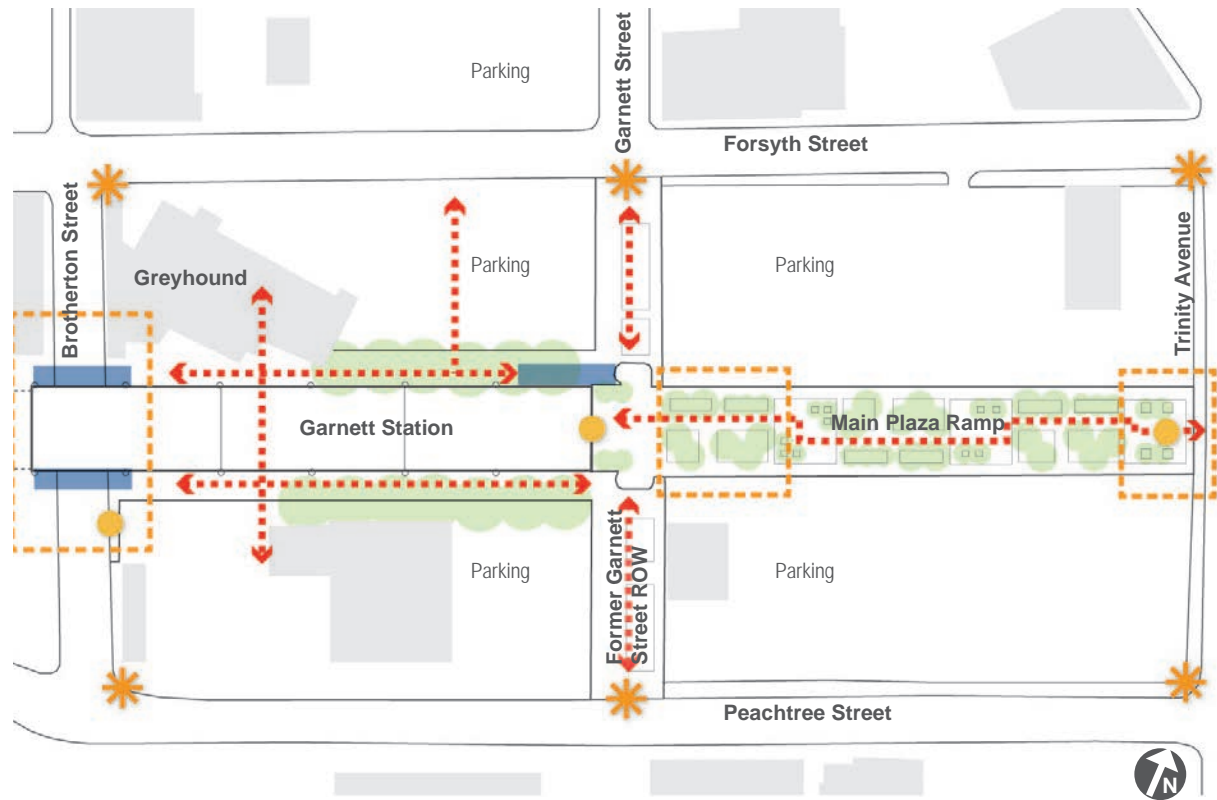 Parking
Garnett Street
Forsyth Street
Brotherton Street
Greyhound
Parking
Parking
Trinity Avenue
Garnett Station
Main Plaza Ramp
Former Garnett
Street ROW
Parking
Parking
Peachtree Street
N